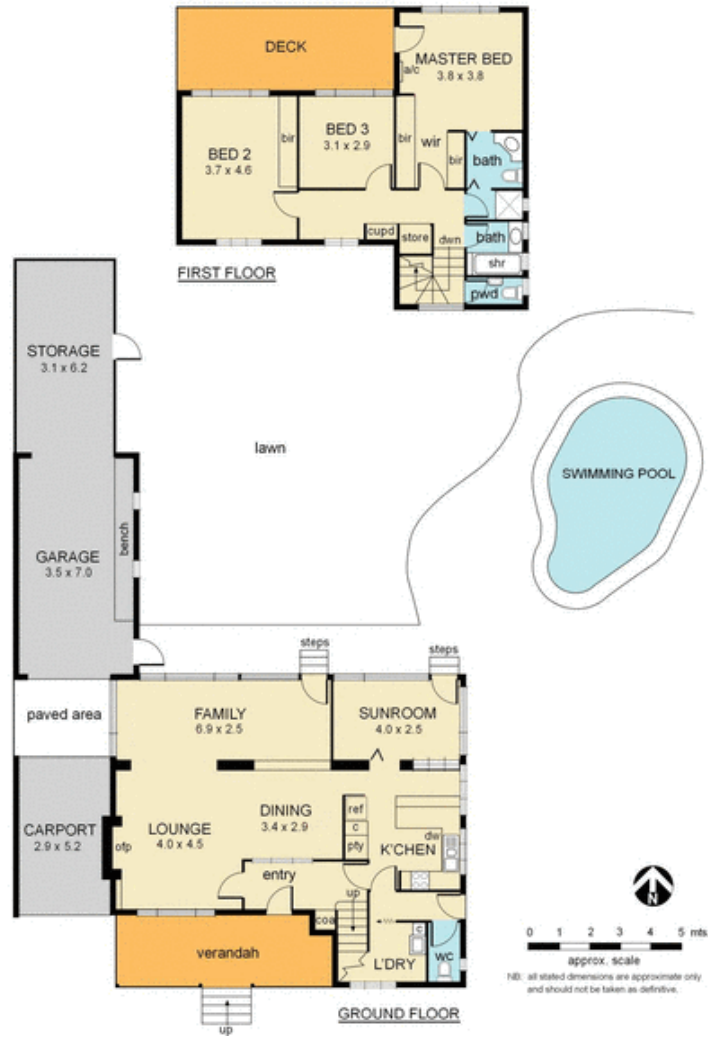 DECK
MASTER BED
3.8 x 3.8
a/c
BED 2
3.7 x 4.6
bir
BED 3
3.1 x 2.9
bir
wir
bir
bath
cupd
store
dwn
bath
shr
pwd
FIRST FLOOR
STORAGE
3.1 x 6.2
lawn
SWIMMING POOL
GARAGE
3.5 x 7.0
bench
steps
steps
paved area
FAMILY
6.9 x 2.5
SUNROOM
4.0 x 2.5
CARPORT
2.9 x 5.2
ofp
LOUNGE
4.0 x 4.5
DINING
3.4 x 2.9
ref
c
pty
dw
K'CHEN
entry
up
coa
c
L'DRY
wc
verandah
up
GROUND FLOOR
N
0 1 2 3 4 5 mts
approx. scale
NB: all stated dimensions are approximate only
and should not be taken as definitive.